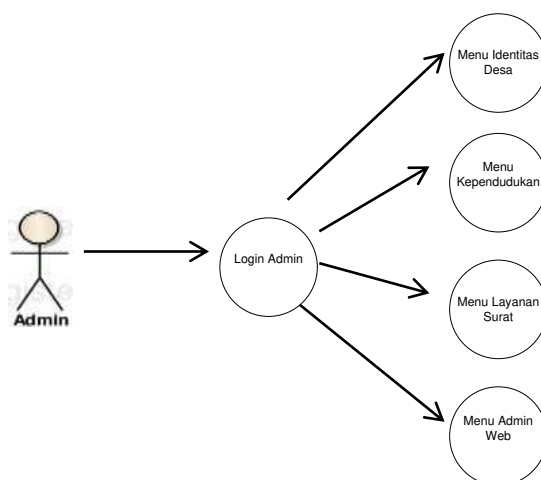 Menu Identitas
Desa
Menu
Kependudukan
Login Admin
Menu Layanan
Surat
Admin
Menu Admin
Web